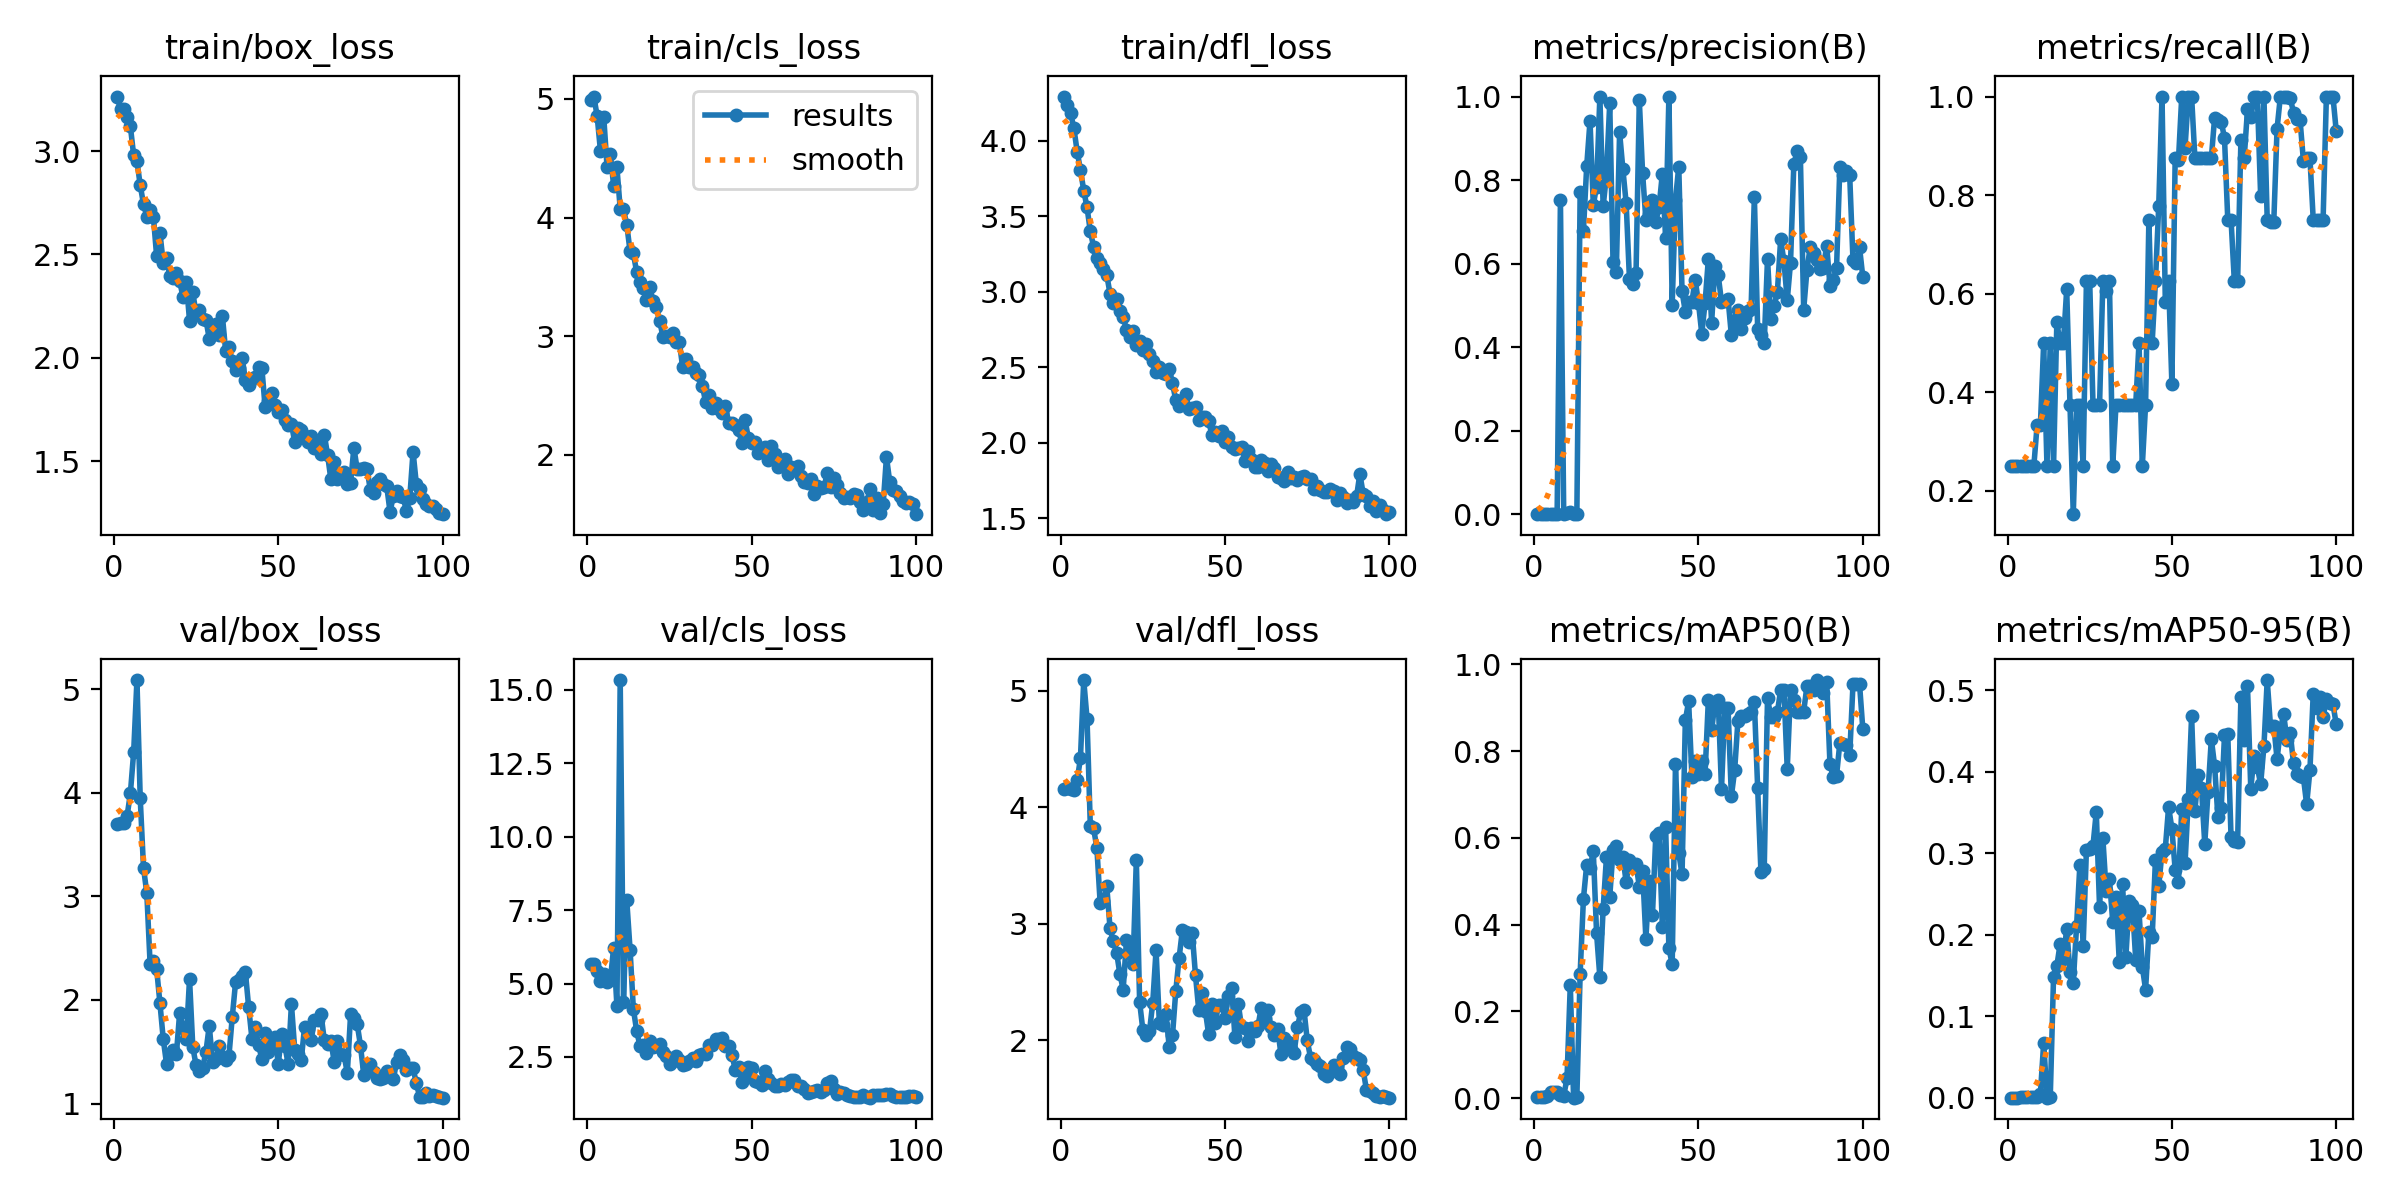 train/box_loss
3.0
2.5
2.0
1.5
0 50 100
train/cls_loss
results
smooth
5
4
3
2
0 50 100
train/dfl_loss
4.0
3.5
3.0
2.5
2.0
1.5
0 50 100
metrics/precision(B)
1.0
0.8
0.6
0.4
0.2
0.0
0 50 100
metrics/recall(B)
1.0
0.8
0.6
0.4
0.2
0 50 100
val/box_loss
5
4
3
2
1
0 50 100
val/cls_loss
15.0
12.5
10.0
7.5
5.0
2.5
0 50 100
val/dfl_loss
5
4
3
2
0 50 100
metrics/mAP50(B)
1.0
0.8
0.6
0.4
0.2
0.0
0 50 100
metrics/mAP50-95(B)
0.5
0.4
0.3
0.2
0.1
0.0
0 50 100